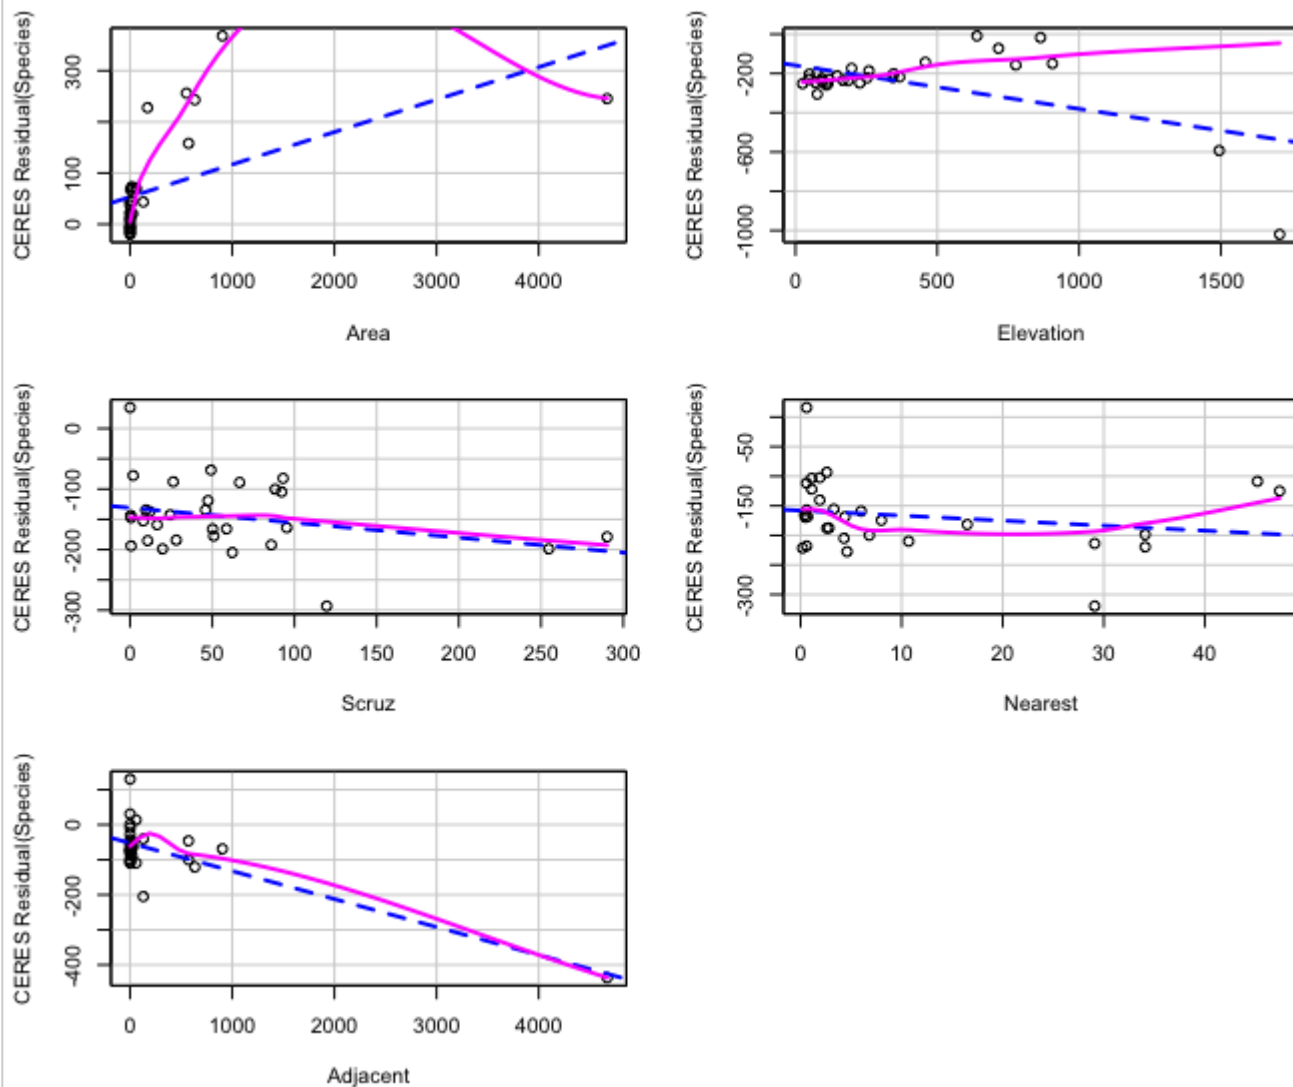 CERES Residual(Species)
300
100
0
0 1000 2000 3000 4000
Area
CERES Residual(Species)
-200
-600
-1000
0 500 1000 1500
Elevation
CERES Residual(Species)
0
-100
-200
-300
0 50 100 150 200 250 300
Scruz
CERES Residual(Species)
-50
-150
-300
0 10 20 30 40
Nearest
CERES Residual(Species)
0
-200
-400
0 1000 2000 3000 4000
Adjacent